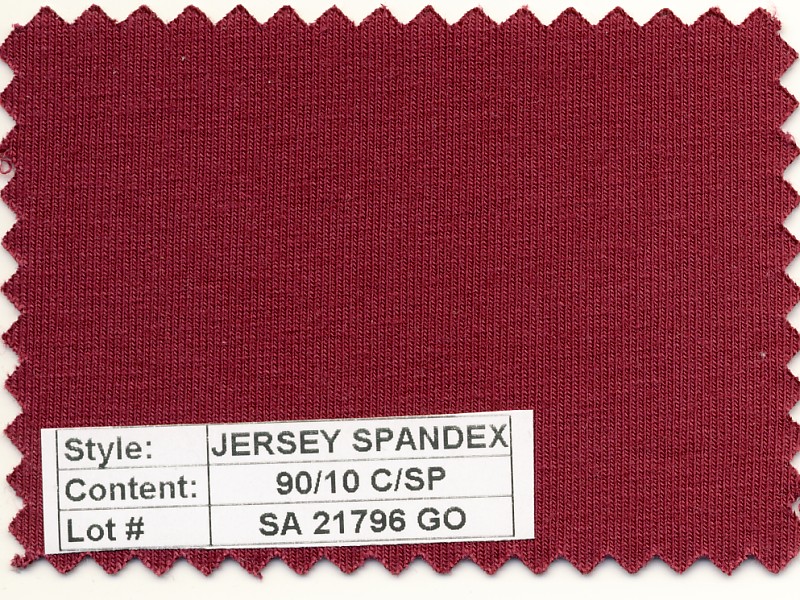 Style: JERSEY SPANDEX
Content: 90/10 C/SP
Lot # SA 21796 GO